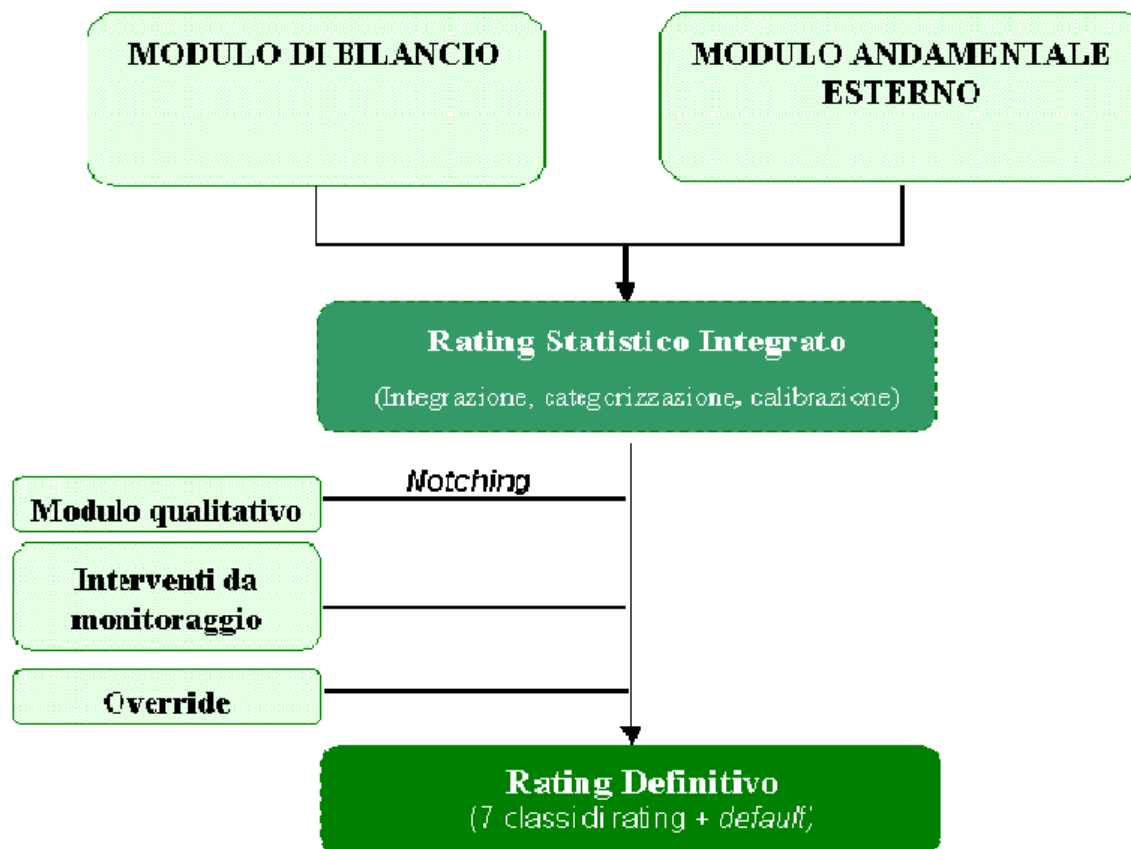 MODULO DI BILANCIO
MODULO ANDAMENTALE
ESTERNO
Rating Statistico Integrato
(Integrazione, categorizzazione, calibrazione)
Notching
Modulo qualitativo
Interventi da
monitoraggio
Override
Rating Definitivo
(7 classi di rating + default)